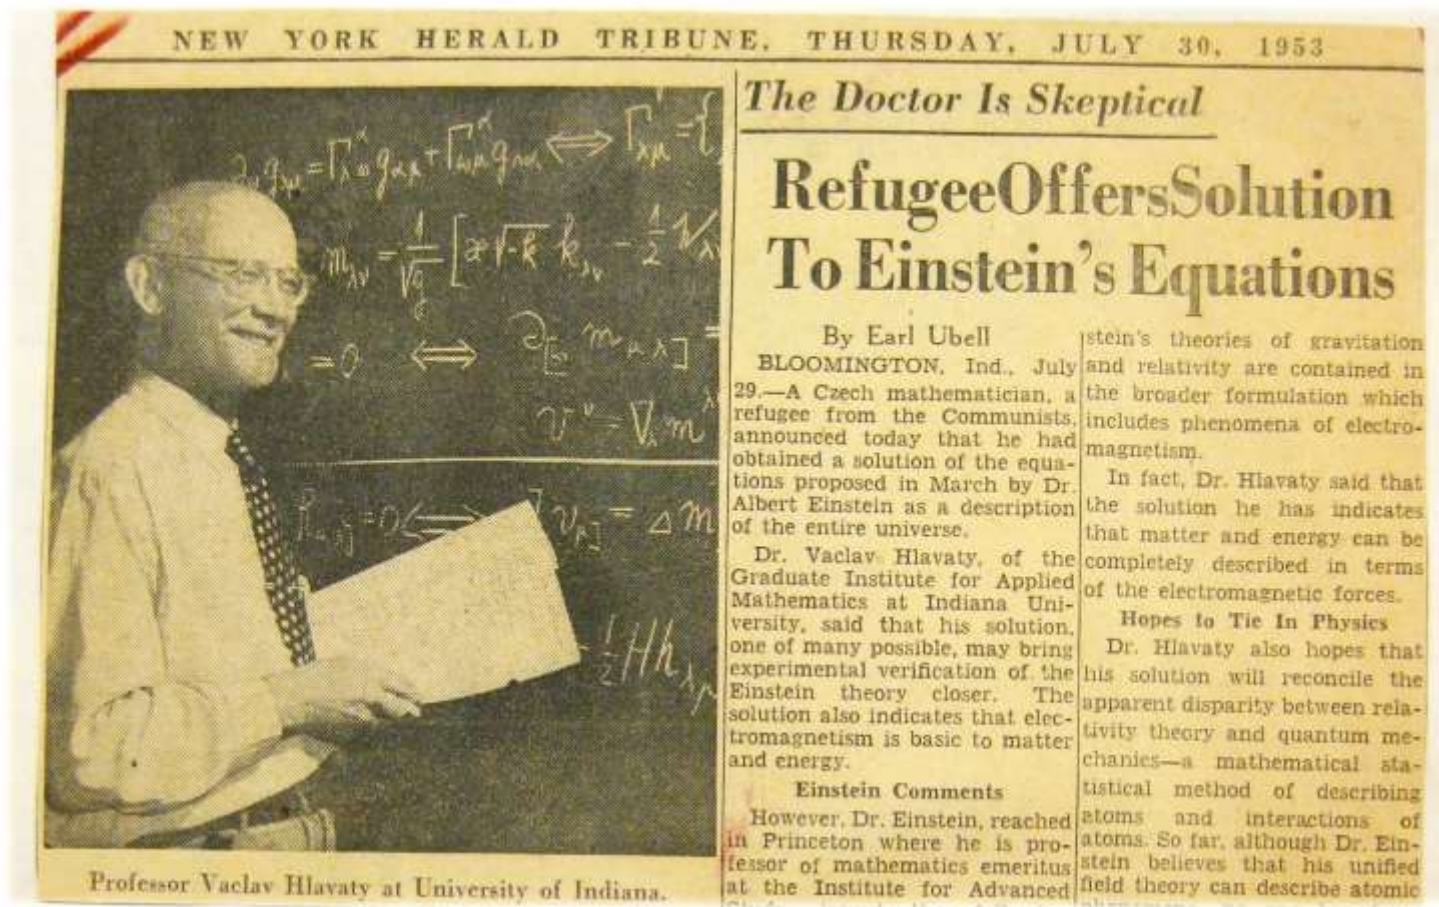 NEW YORK HERALD TRIBUNE, THURSDAY, JULY 30, 1953
The Doctor Is Skeptical
Refugee Offers Solution
To Einstein's Equations
By Earl Ubell
BLOOMINGTON, Ind., July
29.—A Czech mathematician, a
refugee from the Communists,
announced today that he had
obtained a solution of the equa-
tions proposed in March by Dr.
Albert Einstein as a description
of the entire universe.
Dr. Vaclav Hlavaty, of the
Graduate Institute for Applied
Mathematics at Indiana Uni-
versity, said that his solution,
one of many possible, may bring
experimental verification of the
Einstein theory closer. The
solution also indicates that elec-
tromagnetism is basic to matter
and energy.
Einstein Comments
However, Dr. Einstein, reached
in Princeton where he is pro-
fessor of mathematics emeritus
at the Institute for Advanced
stein's theories of gravitation
and relativity are contained in
the broader formulation which
includes phenomena of electro-
magnetism.
In fact, Dr. Hlavaty said that
the solution he has indicates
that matter and energy can be
completely described in terms
of the electromagnetic forces.
Hopes to Tie In Physics
Dr. Hlavaty also hopes that
his solution will reconcile the
apparent disparity between rela-
tivity theory and quantum me-
chanics—a mathematical sta-
tistical method of describing
atoms and interactions of
atoms. So far, although Dr. Ein-
stein believes that his unified
field theory can describe atomic
Professor Vaclav Hlavaty at University of Indiana.